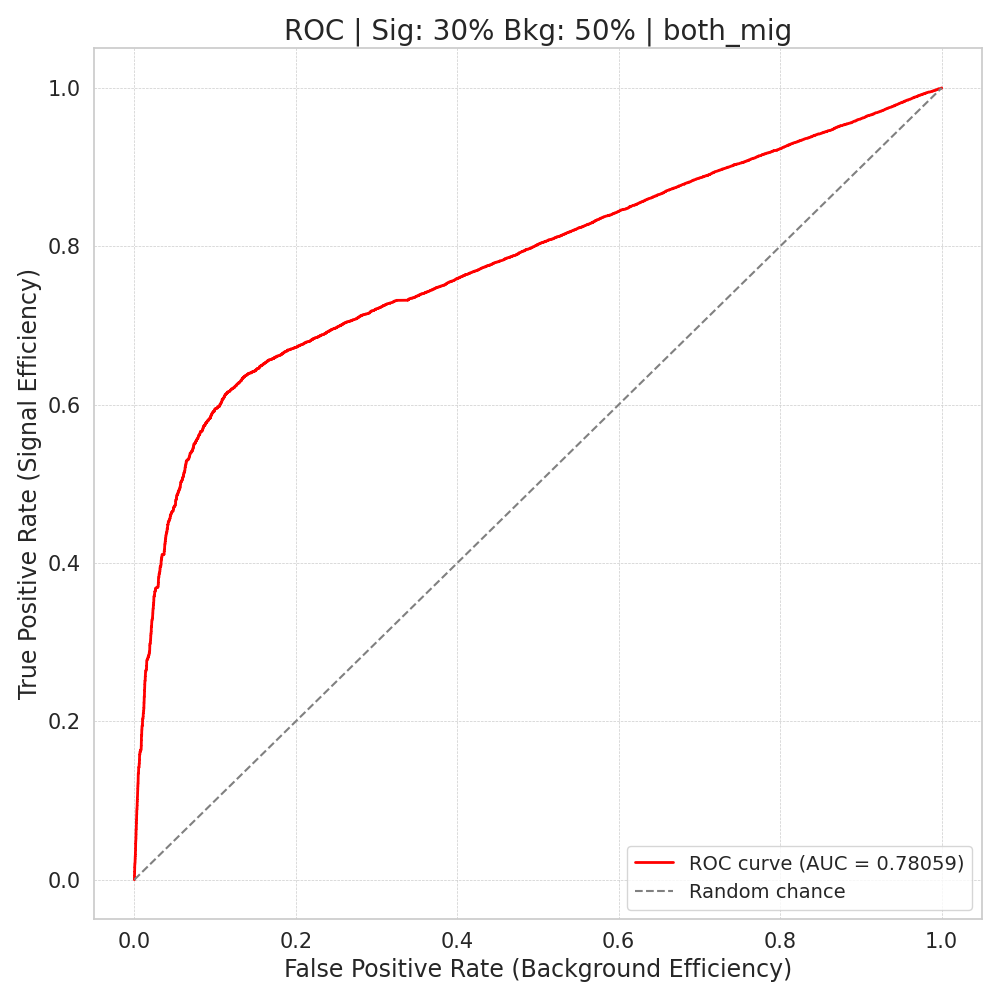 ROC | Sig: 30% Bkg: 50% | both_mig
True Positive Rate (Signal Efficiency)
1.0
0.8
0.6
0.4
0.2
0.0
0.0 0.2 0.4 0.6 0.8 1.0
False Positive Rate (Background Efficiency)
ROC curve (AUC = 0.78059)
Random chance